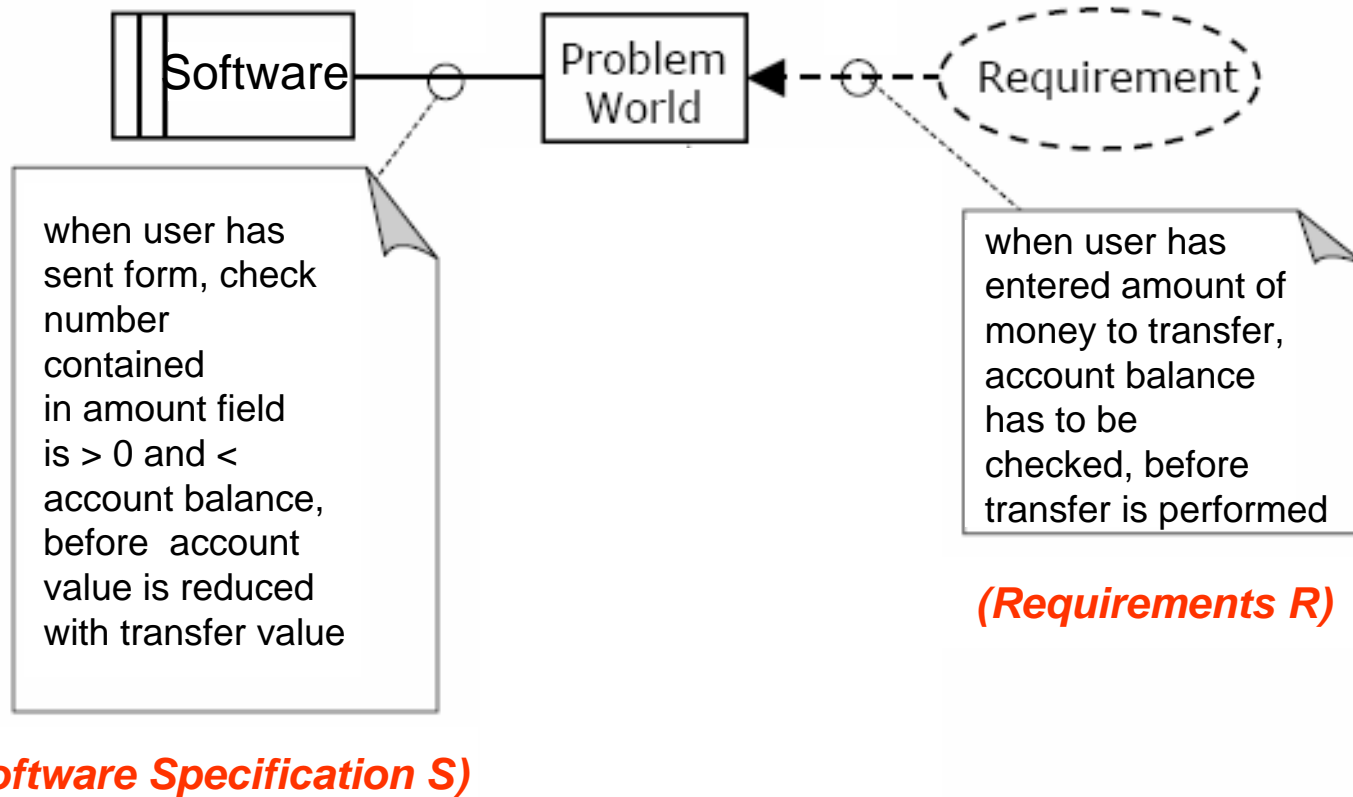 Software
Problem
World
Requirement
when user has
sent form, check
number
contained
in amount field
is > 0 and <
account balance,
before account
value is reduced
with transfer value
when user has
entered amount of
money to transfer,
account balance
has to be
checked, before
transfer is performed
(Requirements R)
oftware Specification S)